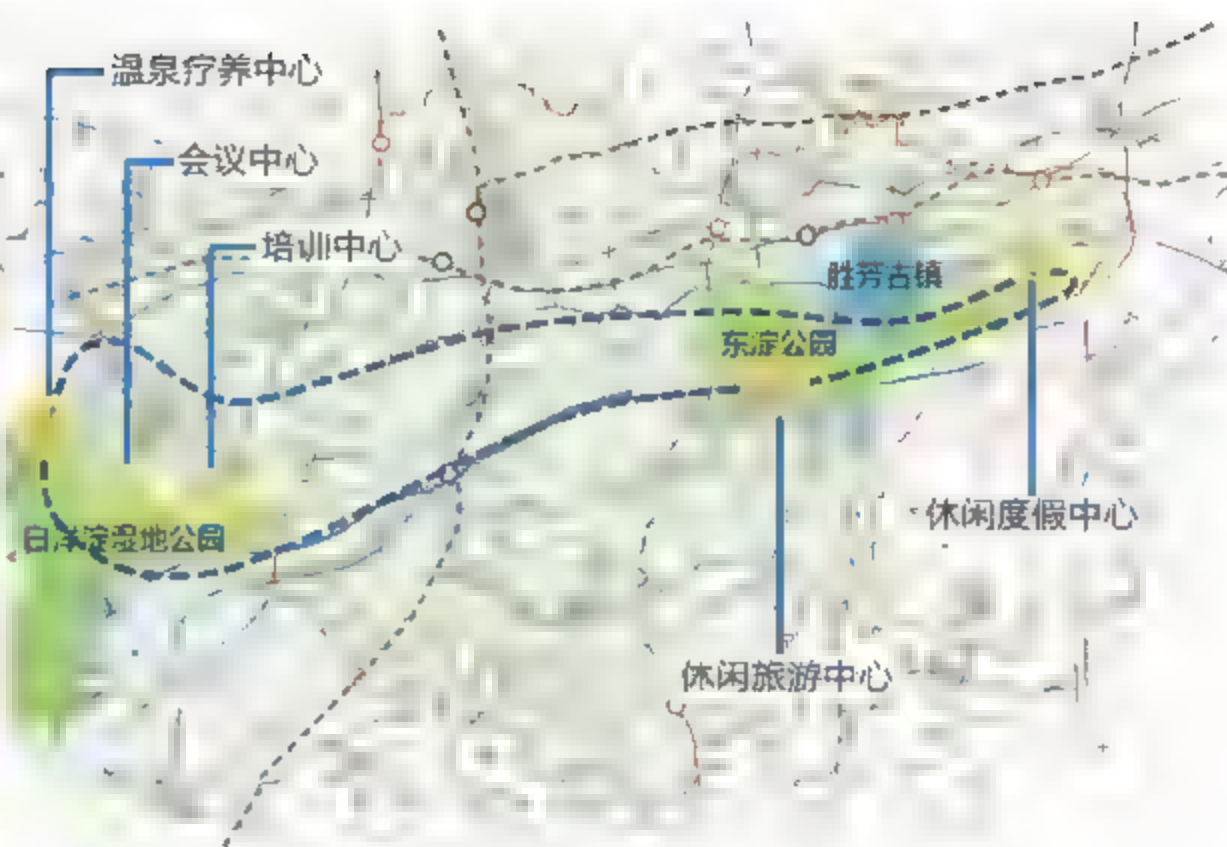 温泉疗养中心
会议中心
培训中心
胜芳古镇
东淀公园
休闲度假中心
白洋淀湿地公园
休闲旅游中心